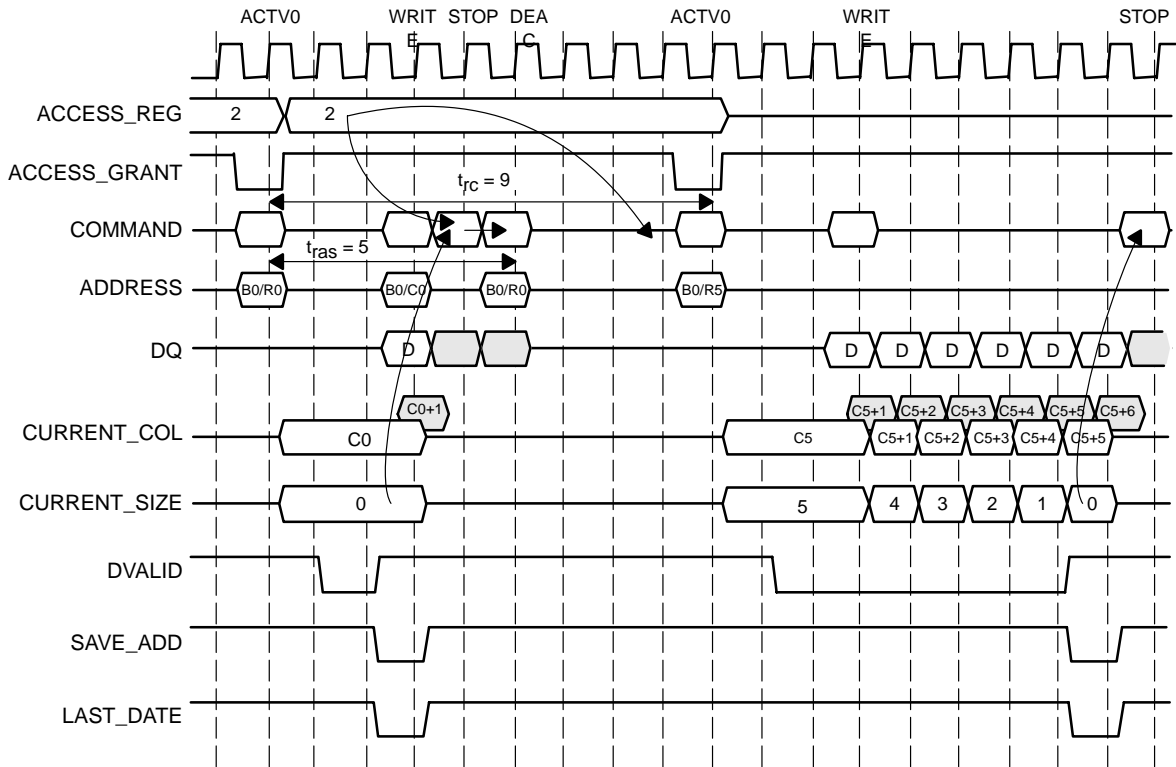 ACTV0 WRIT STOP DEA ACTV0 WRIT STOP
E C E
ACCESS_REG 2 2
ACCESS_GRANT
trc = 9
COMMAND
tras = 5
ADDRESS B0/R0 B0/C0 B0/R0 B0/R5
DQ D D D D D D D
C0+1 C5+1 C5+2 C5+3 C5+4 C5+5 C5+6
CURRENT_COL C0 C5 C5+1 C5+2 C5+3 C5+4 C5+5
CURRENT_SIZE 0 5 4 3 2 1 0
DVALID
SAVE_ADD
LAST_DATE